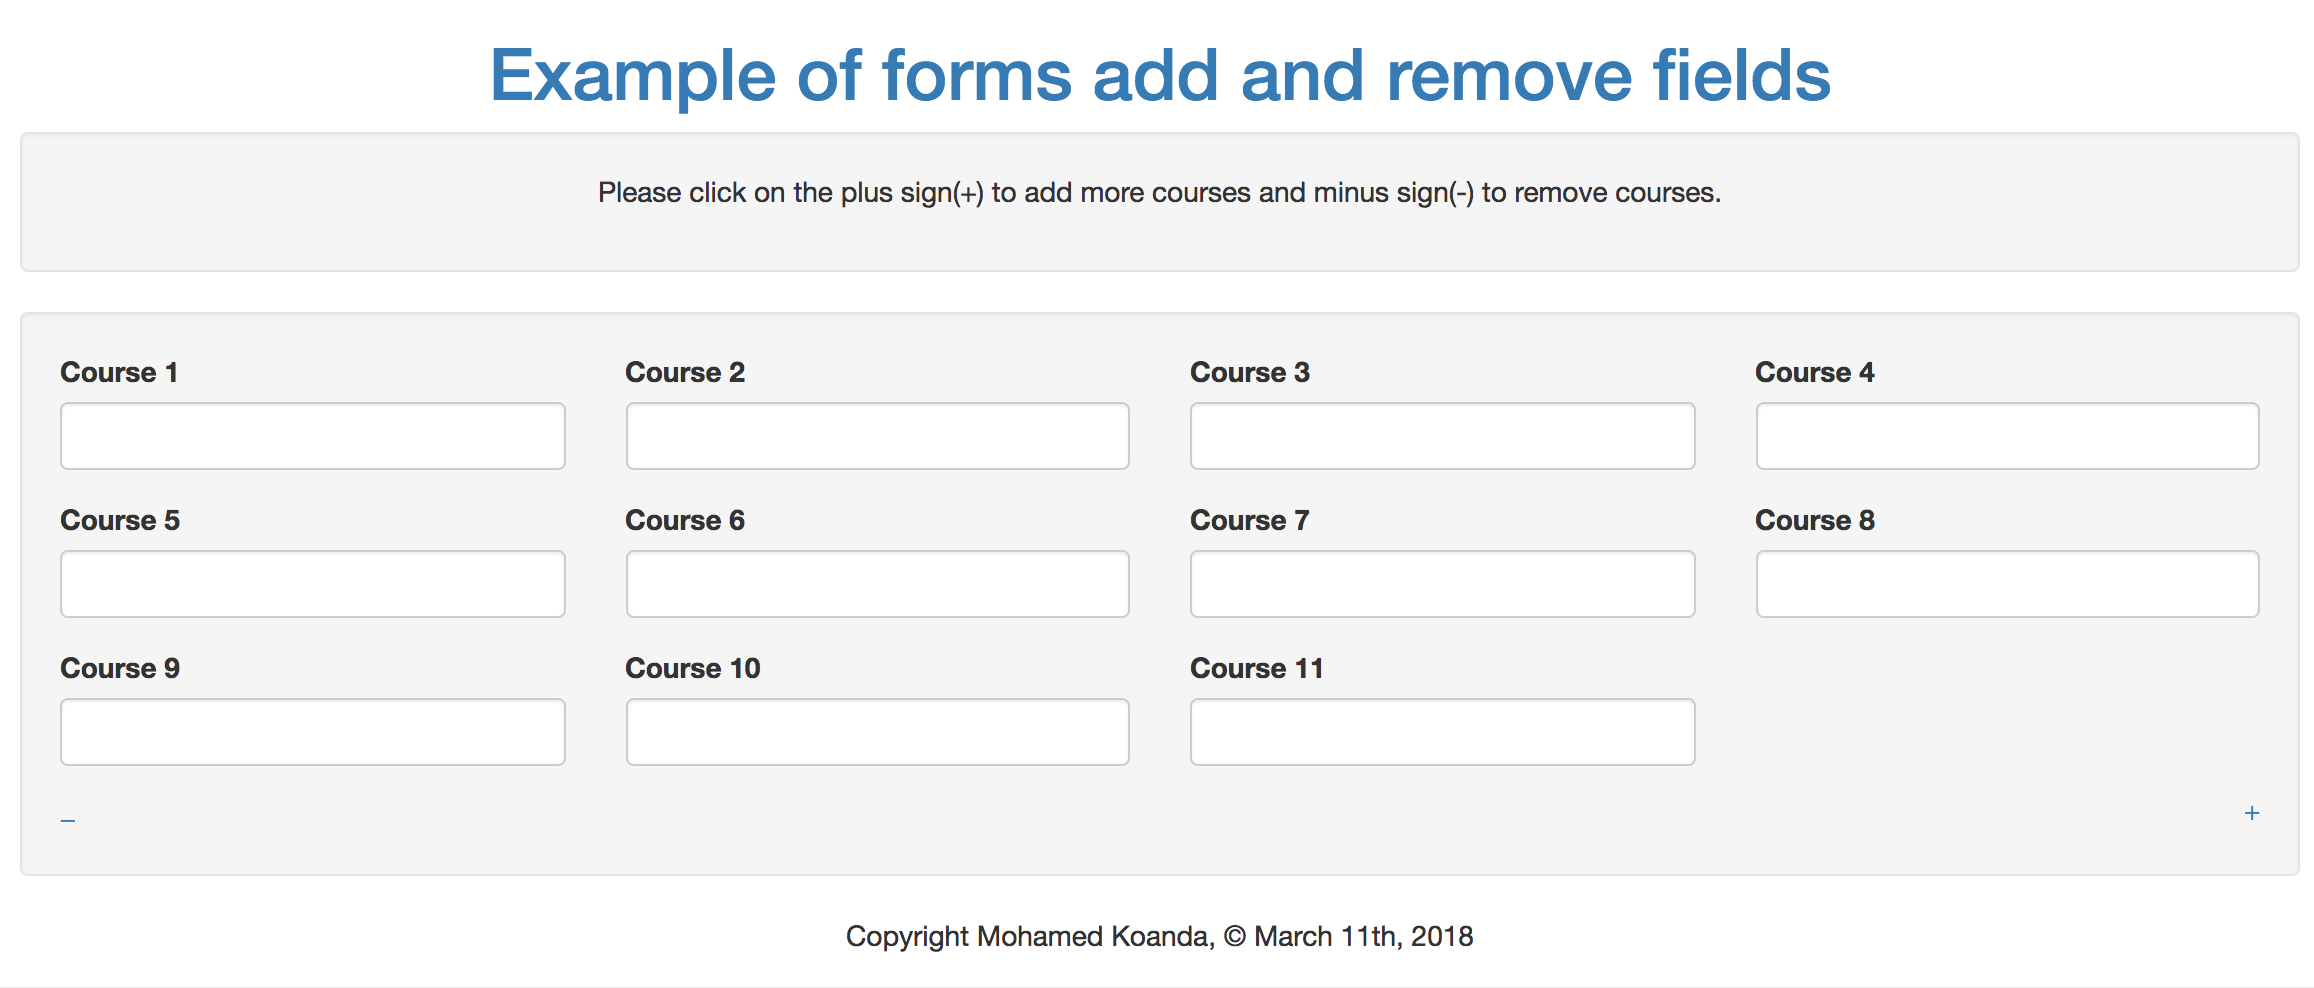 Example of forms add and remove fields
Please click on the plus sign(+) to add more courses and minus sign(-) to remove courses.
Course 1 Course 2 Course 3 Course 4
Course 5 Course 6 Course 7 Course 8
Course 9 Course 10 Course 11
− +
Copyright Mohamed Koanda, © March 11th, 2018